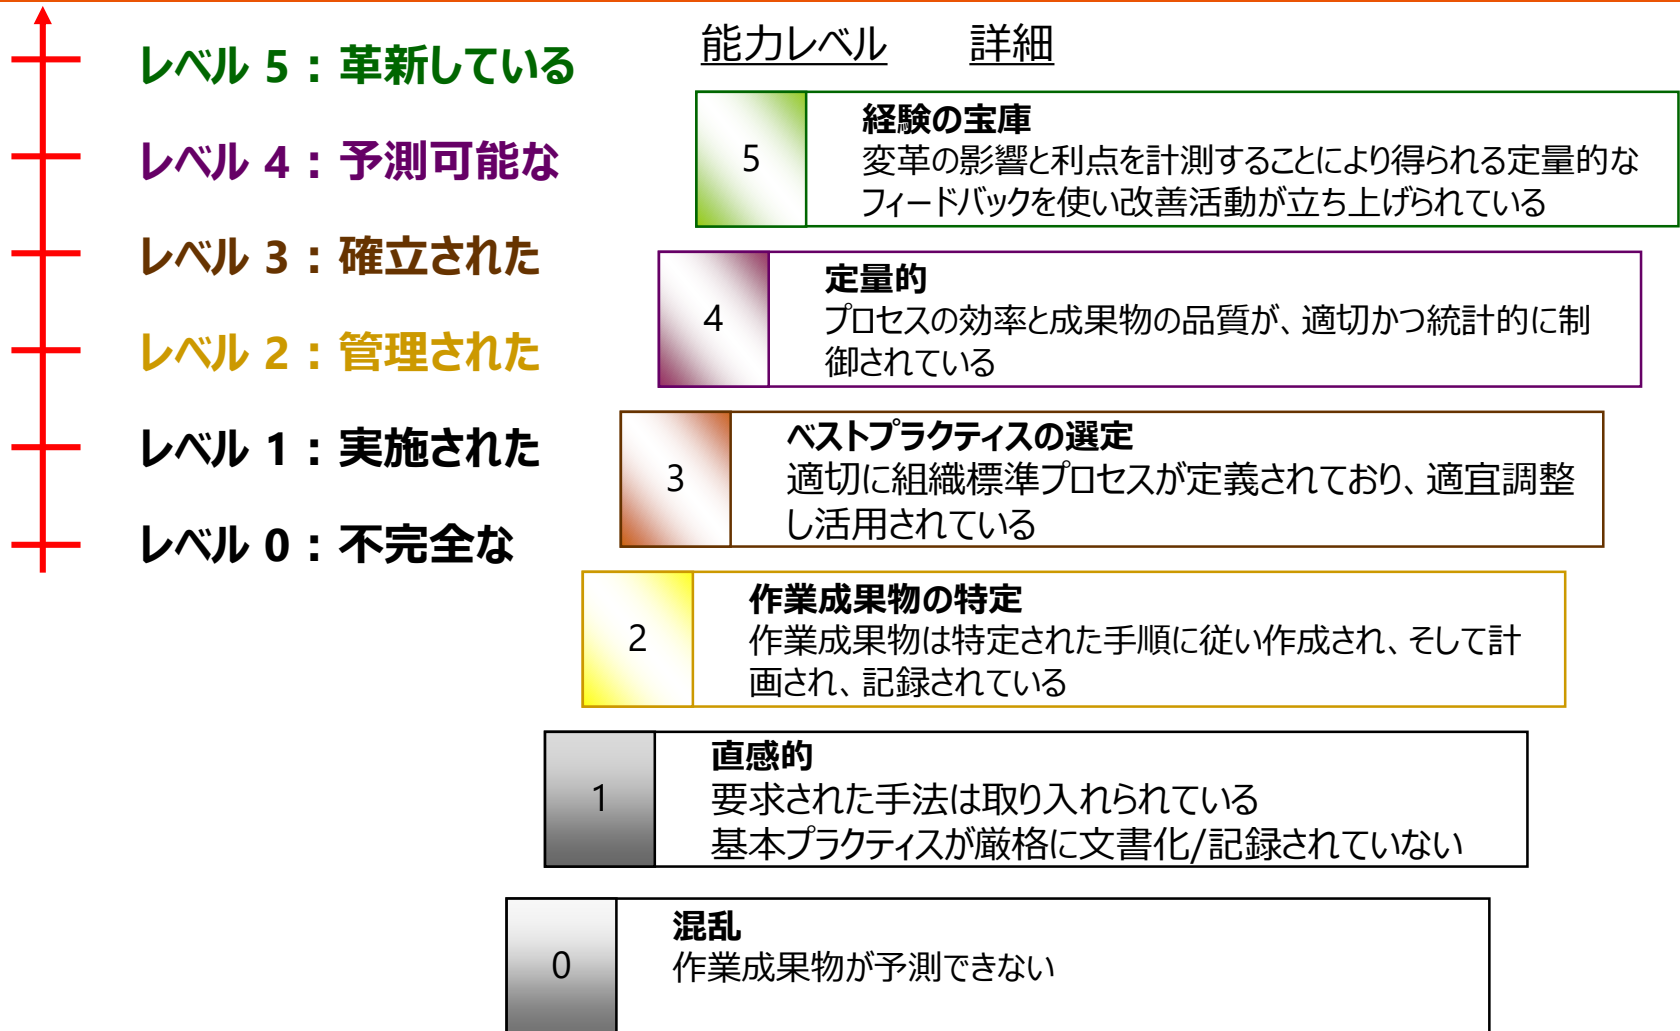 レベル 5：革新している
レベル 4：予測可能な
レベル 3：確立された
レベル 2：管理された
レベル 1：実施された
レベル 0：不完全な
能力レベル 詳細
5
経験の宝庫
変革の影響と利点を計測することにより得られる定量的な
フィードバックを使い改善活動が立ち上げられている
4
定量的
プロセスの効率と成果物の品質が、適切かつ統計的に制
御されている
3
ベストプラクティスの選定
適切に組織標準プロセスが定義されており、適宜調整
し活用されている
2
作業成果物の特定
作業成果物は特定された手順に従い作成され、そして計
画され、記録されている
1
直感的
要求された手法は取り入れられている
基本プラクティスが厳格に文書化/記録されていない
0
混乱
作業成果物が予測できない